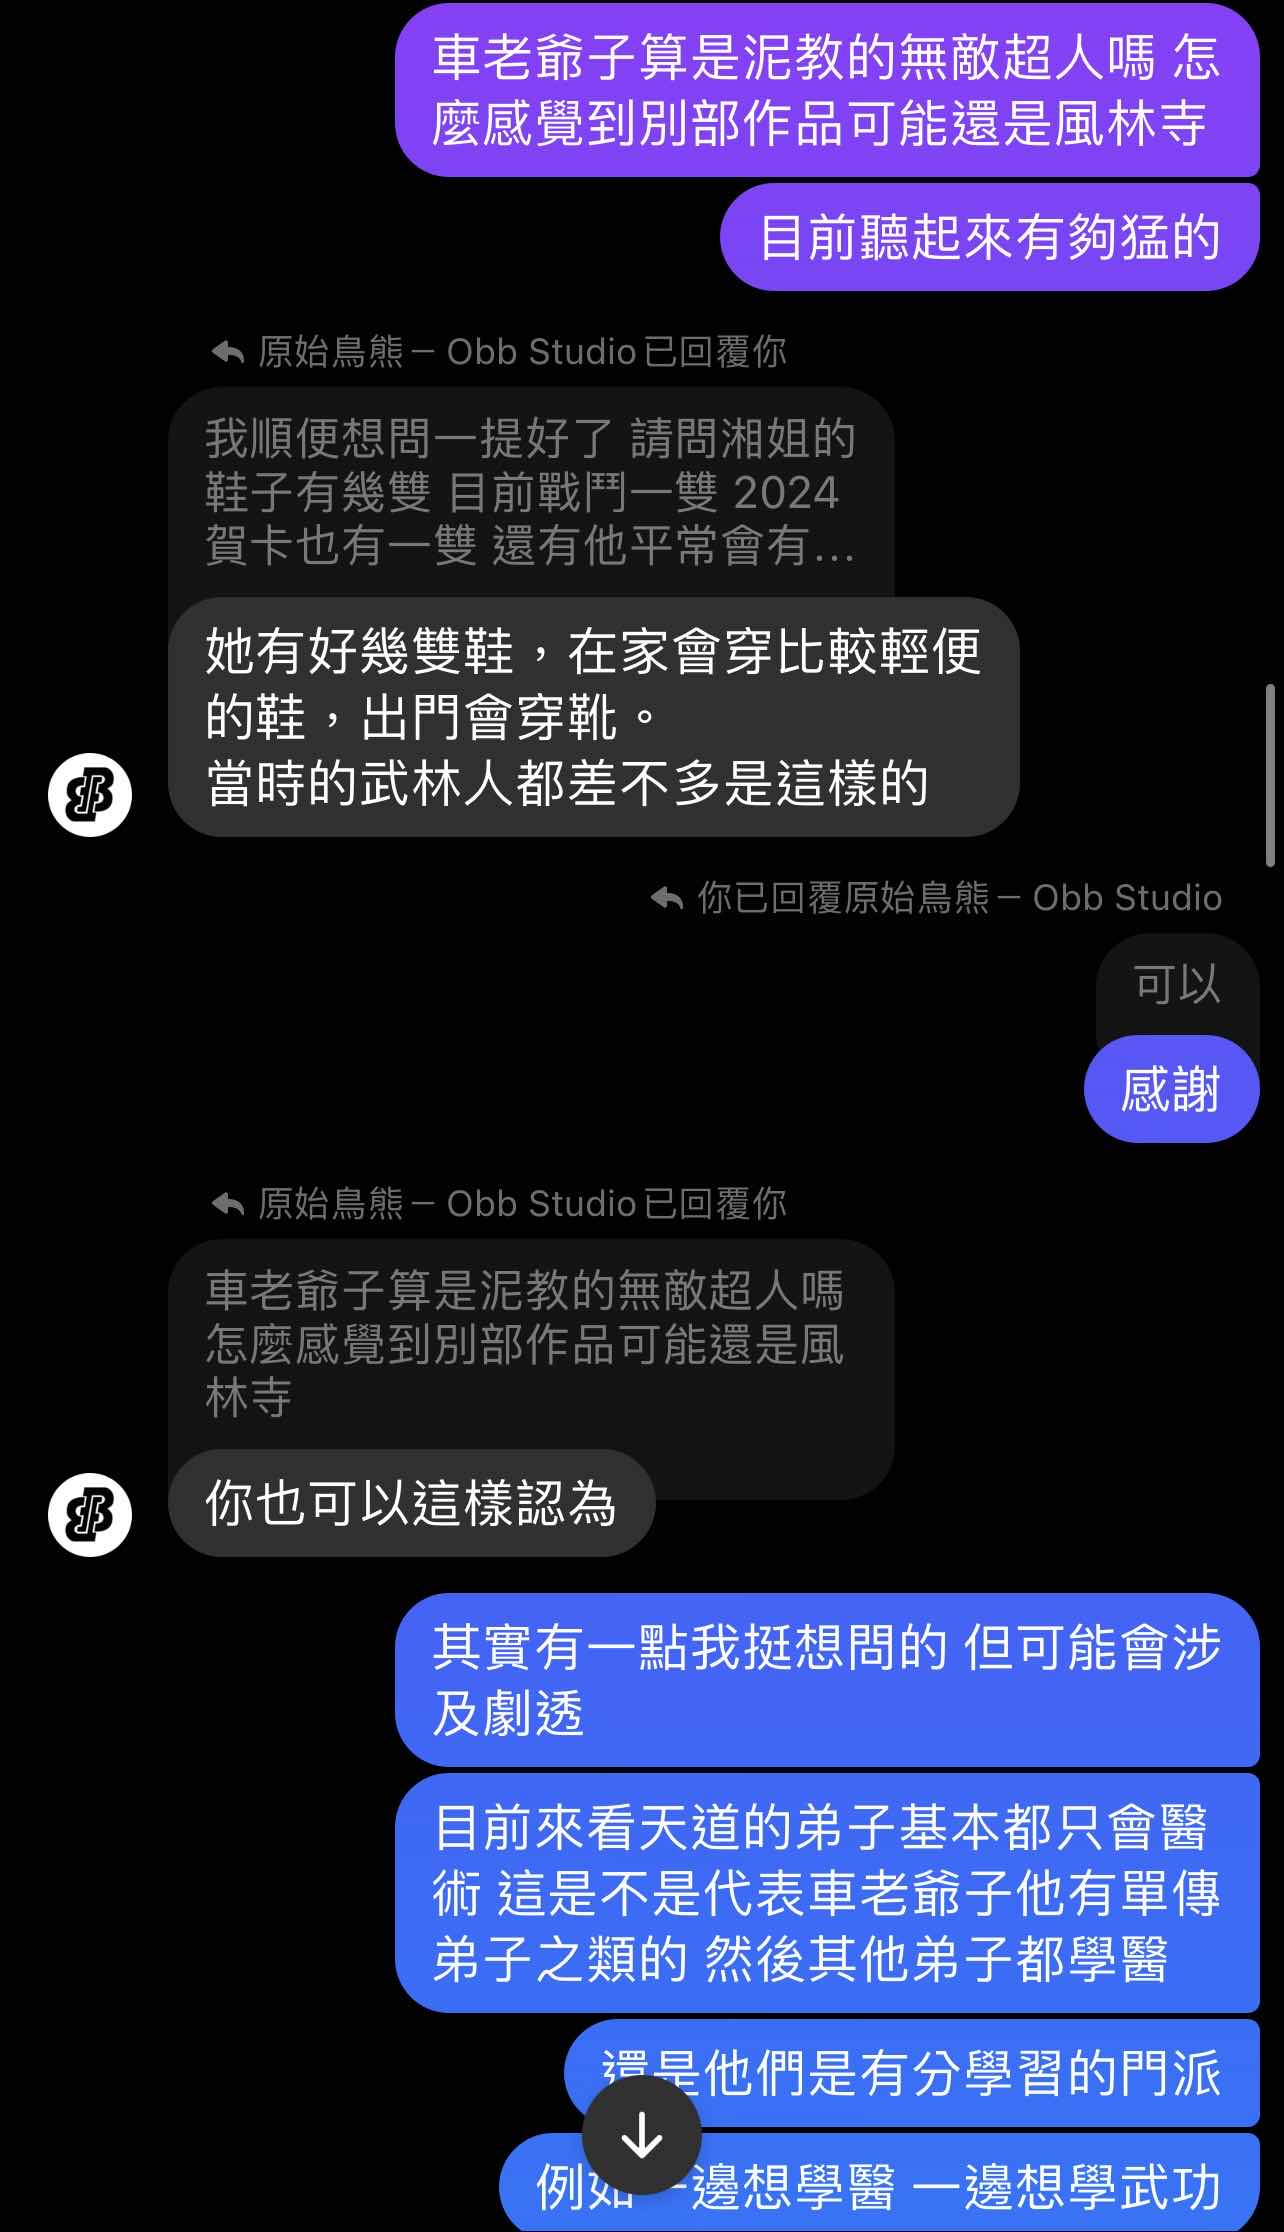 車老爺子算是泥教的無敵超人嗎 怎
麼感覺到別部作品可能還是風林寺
目前聽起來有夠猛的
原始鳥熊 – Obb Studio 已回覆你
我順便想問一提好了 請問湘姐的
鞋子有幾雙 目前戰鬥一雙 2024
賀卡也有一雙 還有他平常會有...
她有好幾雙鞋，在家會穿比較輕便
的鞋，出門會穿靴。
當時的武林人都差不多是這樣的
你已回覆原始鳥熊 – Obb Studio
可以
感謝
原始鳥熊 – Obb Studio 已回覆你
車老爺子算是泥教的無敵超人嗎
怎麼感覺到別部作品可能還是風
林寺
你也可以這樣認為
其實有一點我挺想問的 但可能會涉
及劇透
目前來看天道的弟子基本都只會醫
術 這是不是代表車老爺子他有單傳
弟子之類的 然後其他弟子都學醫
還是他們是有分學習的門派
例如一邊想學醫 一邊想學武功